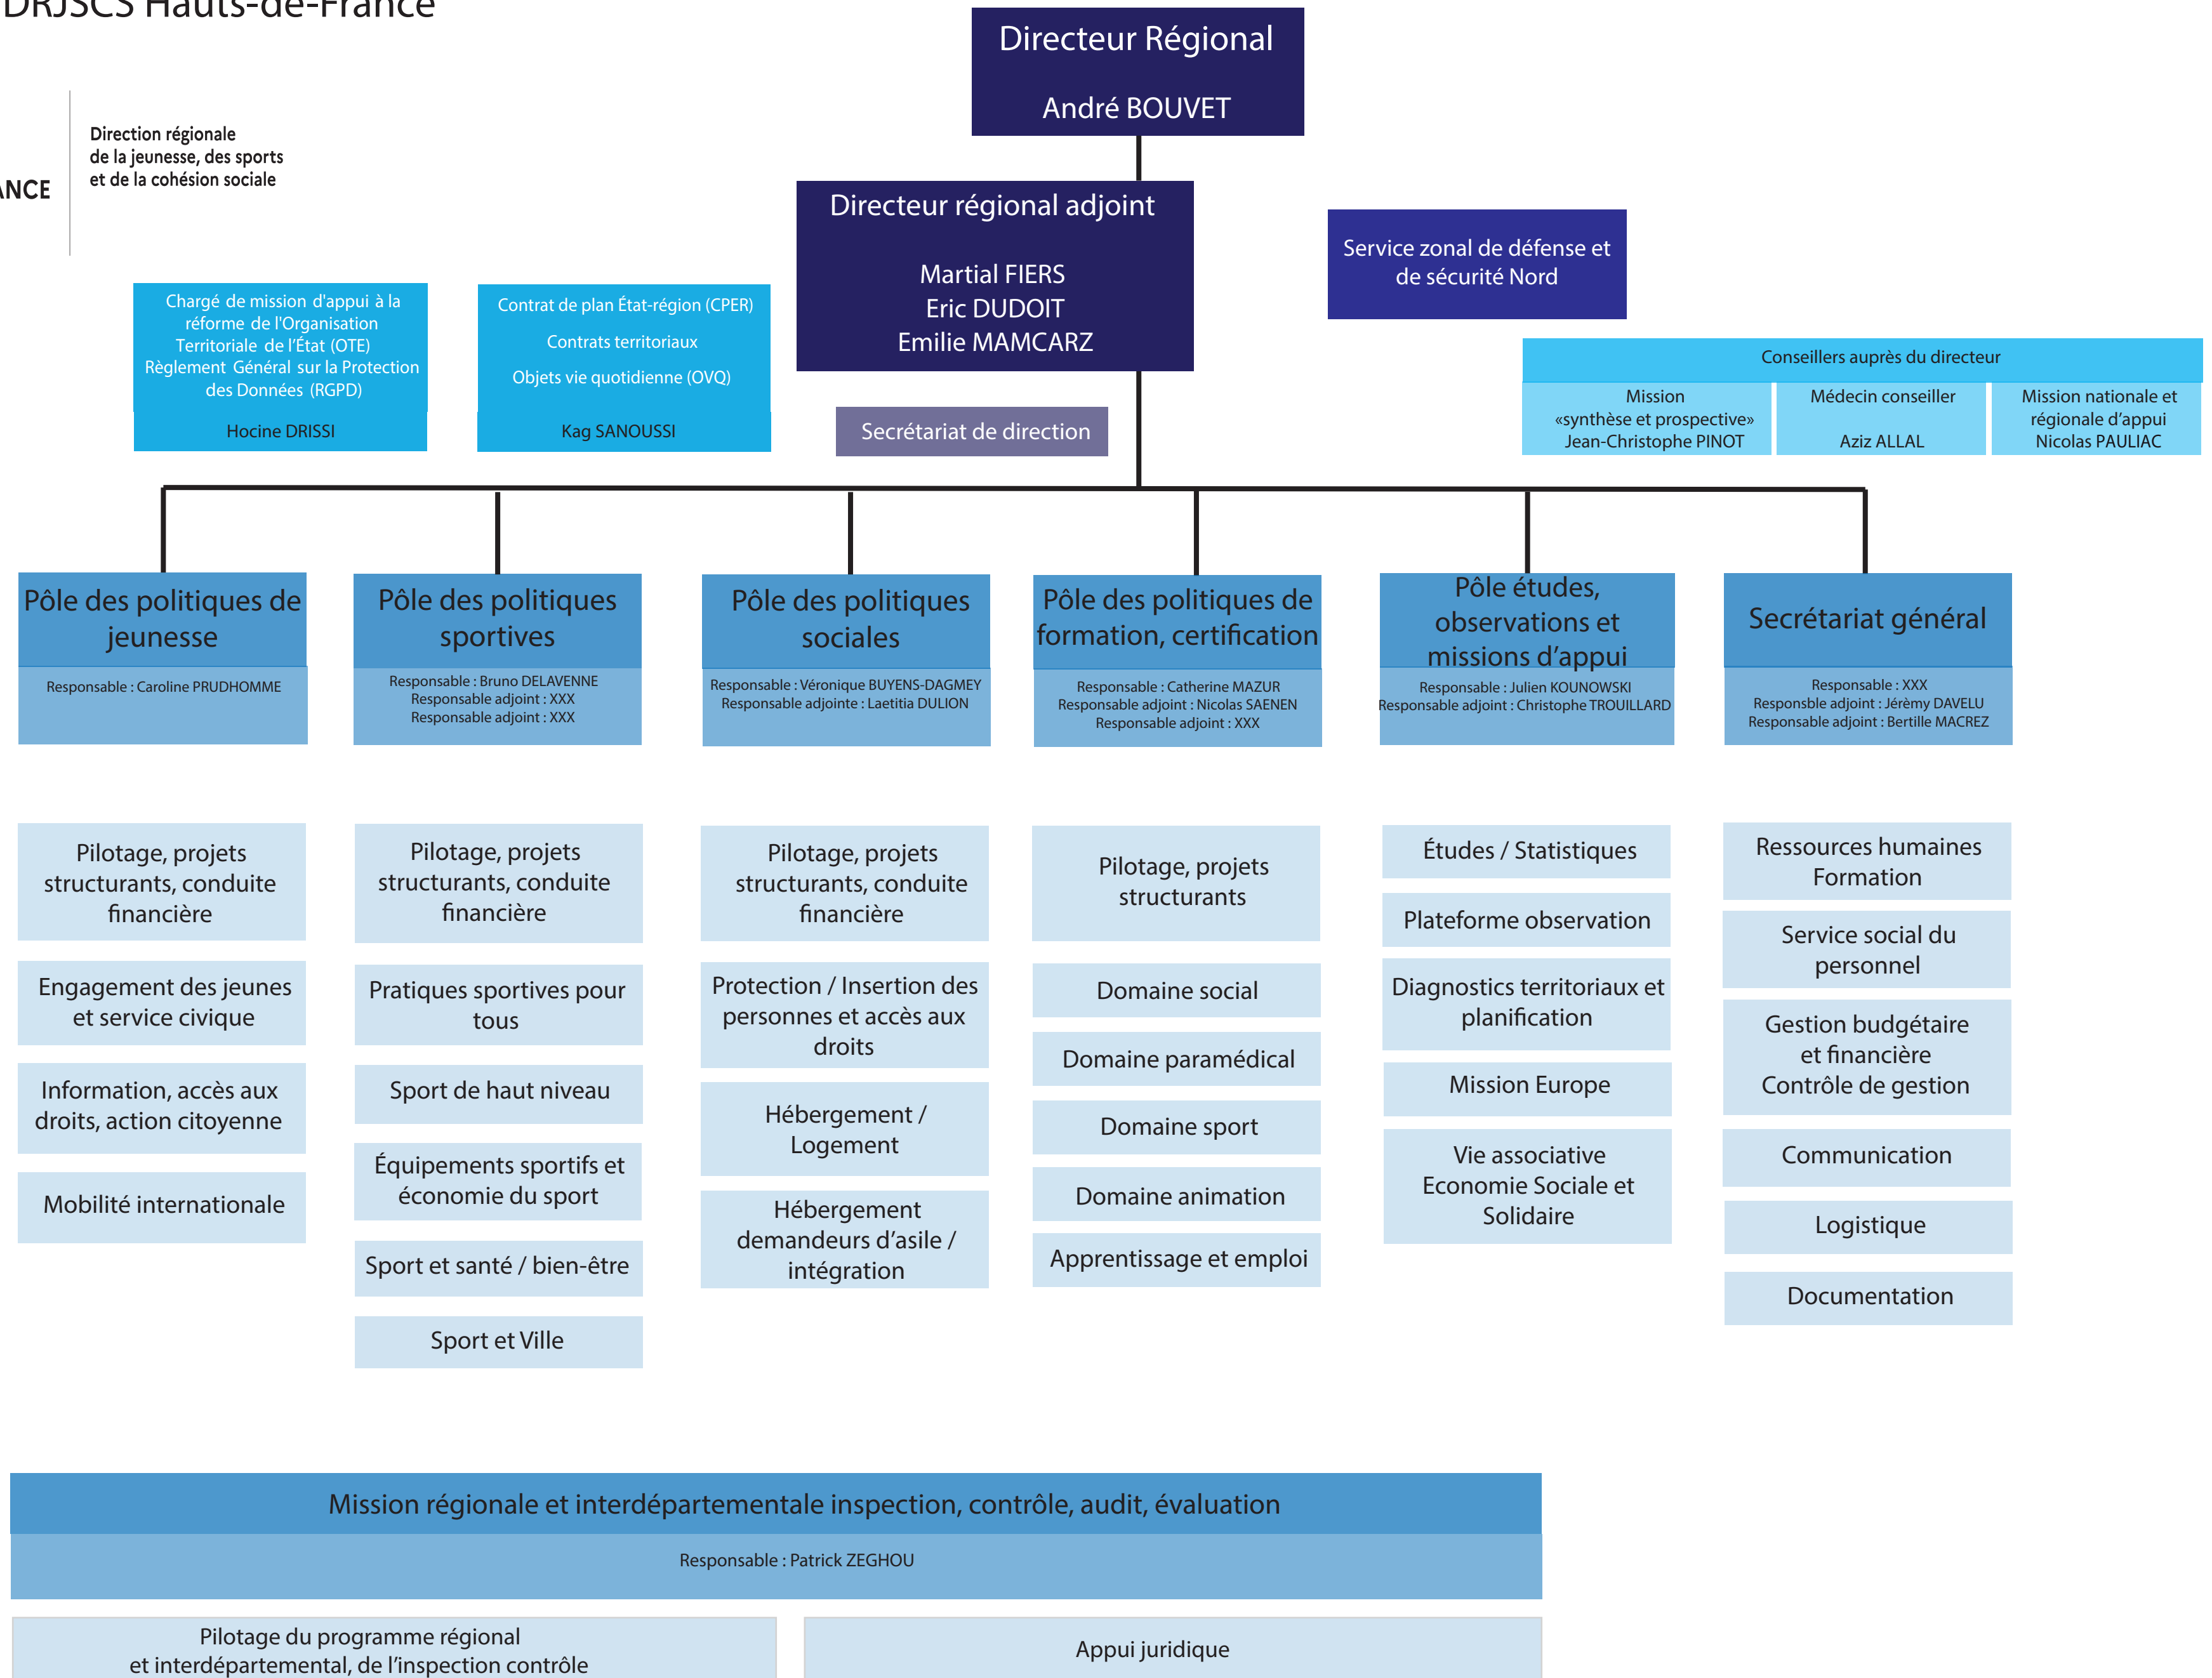 DRJSCS Hauts-de-France
Direction régionale
de la jeunesse, des sports
et de la cohésion sociale
Directeur Régional
André BOUVET
Directeur régional adjoint
Martial FIERS
Eric DUDOIT
Emilie MAMCARZ
Service zonal de défense et
de sécurité Nord
Chargé de mission d'appui à la
réforme de l'Organisation
Territoriale de l'État (OTE)
Règlement Général sur la Protection
des Données (RGPD)
Hocine DRISSI
Contrat de plan État-région (CPER)
Contrats territoriaux
Objets vie quotidienne (OVQ)
Kag SANOUSSI
Secrétariat de direction
Conseillers auprès du directeur
Mission
«synthèse et prospective»
Jean-Christophe PINOT
Médecin conseiller
Aziz ALLAL
Mission nationale et
régionale d'appui
Nicolas PAULIAC
Pôle des politiques de
jeunesse
Responsable : Caroline PRUDHOMME
Pilotage, projets
structurants, conduite
financière
Engagement des jeunes
et service civique
Information, accès aux
droits, action citoyenne
Mobilité internationale
Pôle des politiques
sportives
Responsable : Bruno DELAVENNE
Responsable adjoint : XXX
Responsable adjoint : XXX
Pilotage, projets
structurants, conduite
financière
Pratiques sportives pour
tous
Sport de haut niveau
Équipements sportifs et
économie du sport
Sport et santé / bien-être
Sport et Ville
Pôle des politiques
sociales
Responsable : Véronique BUYENS-DAGMEY
Responsable adjointe : Laetitia DULION
Pilotage, projets
structurants, conduite
financière
Protection / Insertion des
personnes et accès aux
droits
Hébergement /
Logement
Hébergement
demandeurs d'asile /
intégration
Pôle des politiques de
formation, certification
Responsable : Catherine MAZUR
Responsable adjoint : Nicolas SAENEN
Responsable adjoint : XXX
Pilotage, projets
structurants
Domaine social
Domaine paramédical
Domaine sport
Domaine animation
Apprentissage et emploi
Pôle études,
observations et
missions d'appui
Responsable : Julien KOUNOWSKI
Responsable adjoint : Christophe TROUILLARD
Études / Statistiques
Plateforme observation
Diagnostics territoriaux et
planification
Mission Europe
Vie associative
Economie Sociale et
Solidaire
Secrétariat général
Responsable : XXX
Responsble adjoint : Jérèmy DAVELU
Responsable adjoint : Bertille MACREZ
Ressources humaines
Formation
Service social du
personnel
Gestion budgétaire
et financière
Contrôle de gestion
Communication
Logistique
Documentation
Mission régionale et interdépartementale inspection, contrôle, audit, évaluation
Responsable : Patrick ZEGHOU
Pilotage du programme régional
et interdépartemental, de l'inspection contrôle
Appui juridique